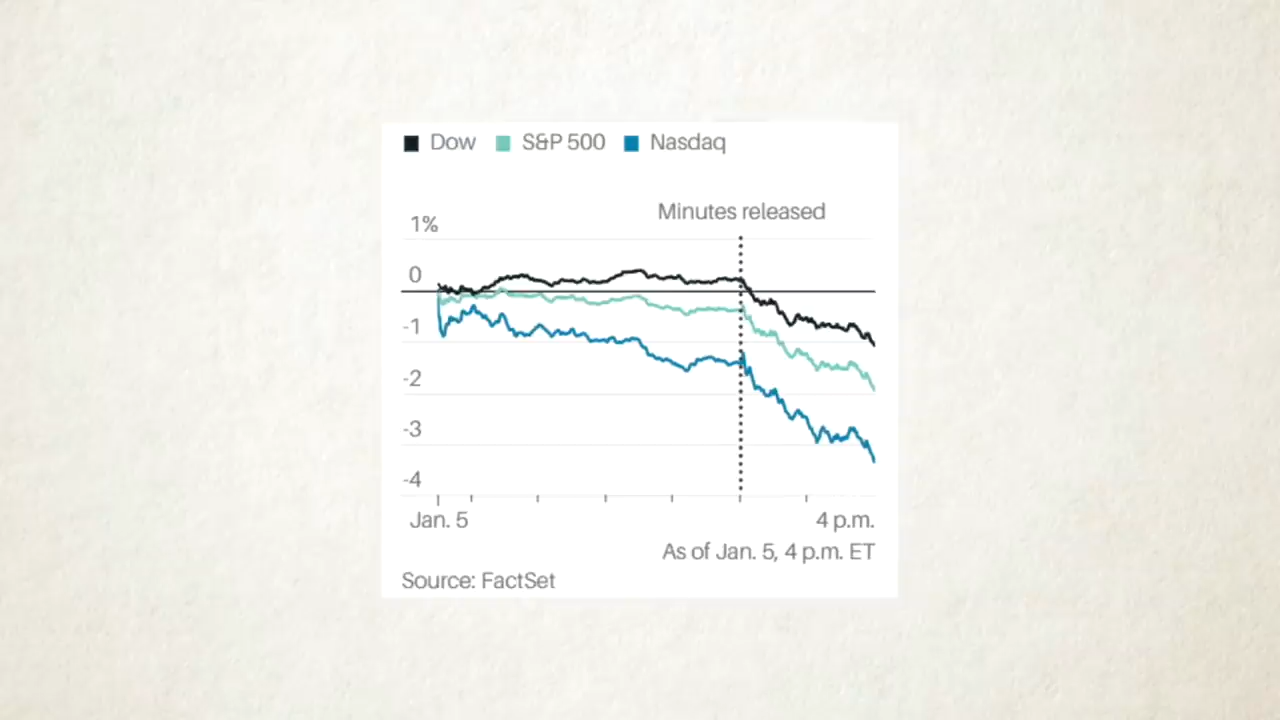 Dow S&P 500 Nasdaq
Minutes released
1%
0
-1
-2
-3
-4
Jan. 5 4 p.m.
As of Jan. 5, 4 p.m. ET
Source: FactSet